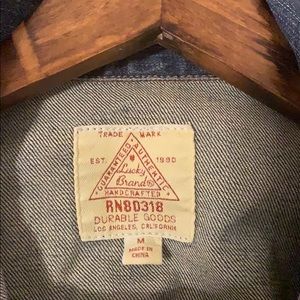 TRADE MARK
EST. 1990
GUARANTEED AUTHENTIC
Lucky
Brand®
HANDCRAFTED
RN80318
DURABLE GOODS
LOS ANGELES, CALIFORNIA
M
MADE IN
CHINA